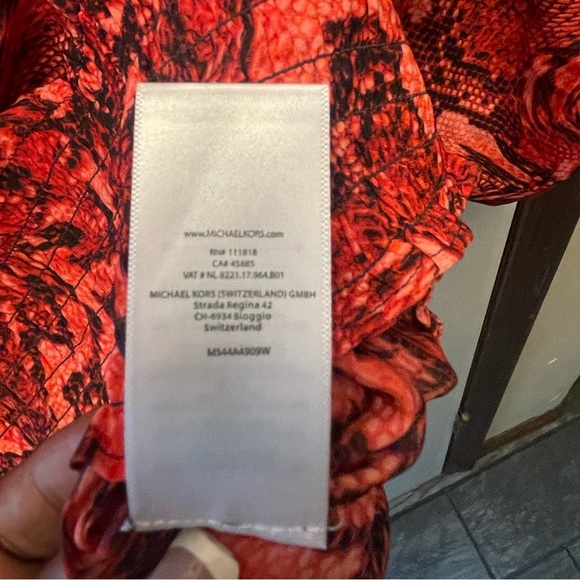 www.MICHAELKORS.com
RN# 111818
CA# 45885
VAT # NL 8221.17.964.B01
MICHAEL KORS (SWITZERLAND) GMBH
Strada Regina 42
CH-6934 Bioggio
Switzerland
MS44A4909W